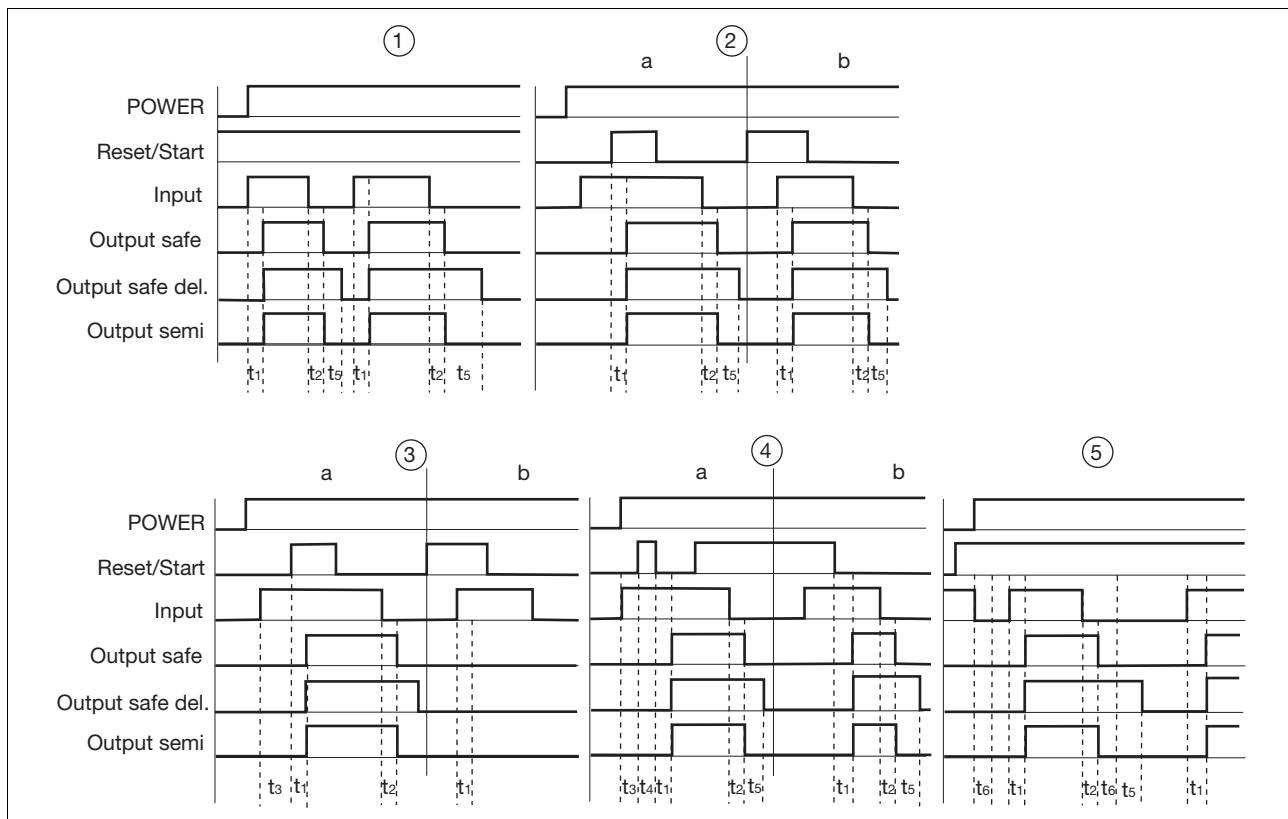 ① ②
a b
POWER
Reset/Start
Input
Output safe
Output safe del.
Output semi
t1 t2 t5 t1 t2 t5 t1 t2 t5 t1 t2 t5
③ ④ ⑤
a b a b
POWER
Reset/Start
Input
Output safe
Output safe del.
Output semi
t3 t1 t2 t1 t3 t4 t1 t2 t5 t1 t2 t5 t6 t1 t2 t6 t5 t1